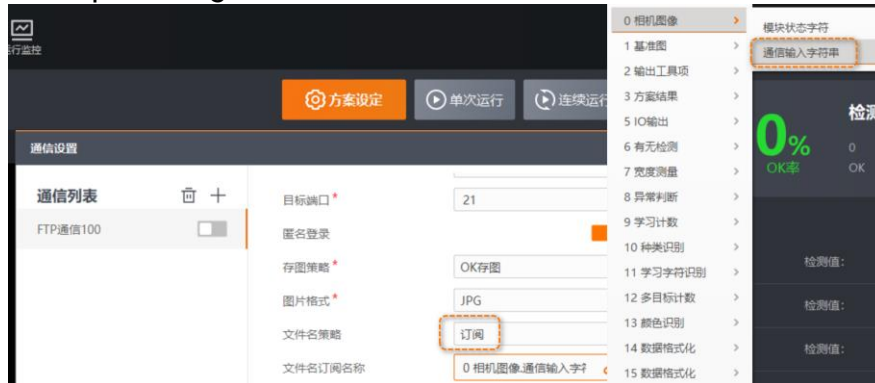 行监控
方案设定
单次运行
连续运行
通信设置
通信列表
FTP通信100
目标端口*
21
匿名登录
存图策略*
OK存图
图片格式*
JPG
文件名策略
订阅
文件名订阅名称
0 相机图像.通信输入字符
0 相机图像
1 基准图
2 输出工具项
3 方案结果
5 IO输出
6 有无检测
7 宽度测量
8 异常判断
9 学习计数
10 种类识别
11 学习字符识别
12 多目标计数
13 颜色识别
14 数据格式化
15 数据格式化
模块状态字符
通信输入字符串
0%
OK率
检测
0
OK
检测值:
检测值:
检测值: